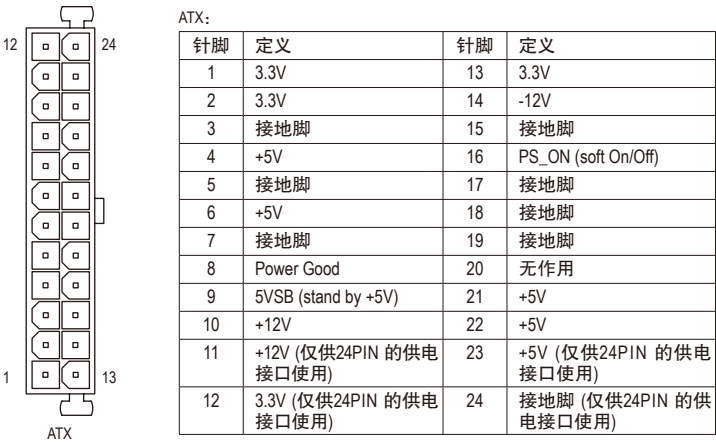 ATX：
12
24
1
13
ATX
针脚 定义 针脚 定义
1 3.3V 13 3.3V
2 3.3V 14 -12V
3 接地脚 15 接地脚
4 +5V 16 PS_ON (soft On/Off)
5 接地脚 17 接地脚
6 +5V 18 接地脚
7 接地脚 19 接地脚
8 Power Good 20 无作用
9 5VSB (stand by +5V) 21 +5V
10 +12V 22 +5V
11 +12V (仅供24PIN 的供电 23 +5V (仅供24PIN 的供电
接口使用) 接口使用)
12 3.3V (仅供24PIN 的供电 24 接地脚 (仅供24PIN 的供
接口使用) 电接口使用)